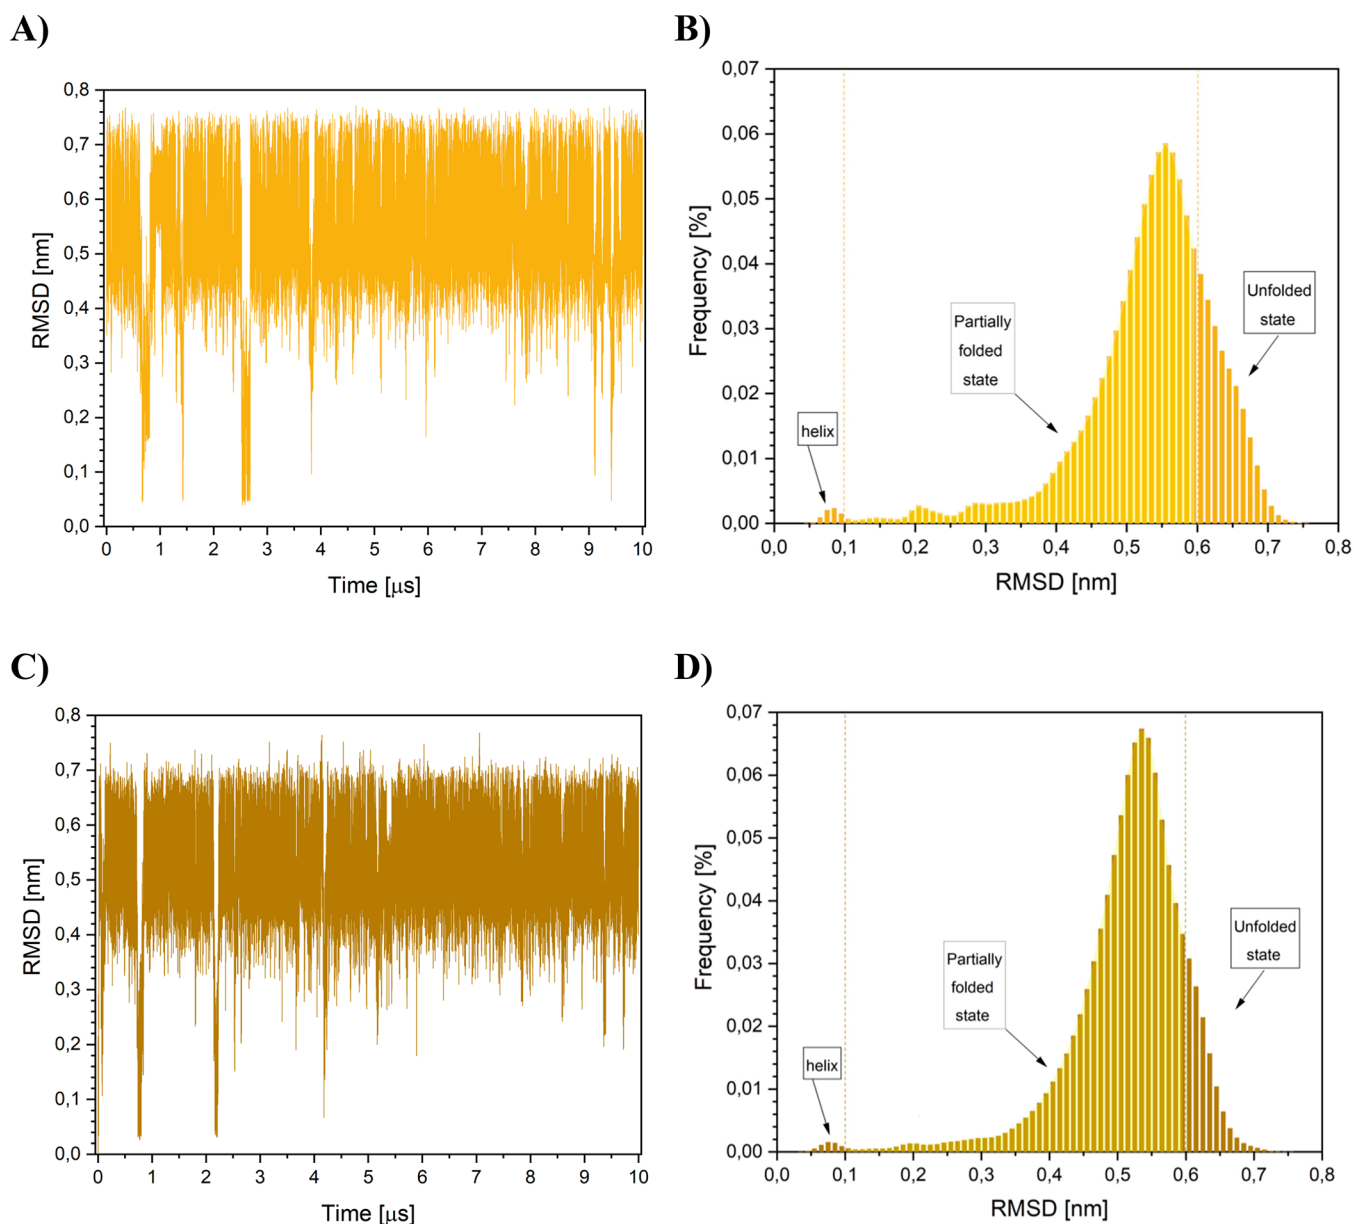 A)
0,8
0,7
0,6
0,5
0,4
0,3
0,2
0,1
0,0
RMSD [nm]
0 1 2 3 4 5 6 7 8 9 10
Time [μs]
B)
0,07
0,06
0,05
0,04
0,03
0,02
0,01
0,00
Frequency [%]
helix
Partially
folded
state
Unfolded
state
0,0 0,1 0,2 0,3 0,4 0,5 0,6 0,7 0,8
RMSD [nm]
C)
0,8
0,7
0,6
0,5
0,4
0,3
0,2
0,1
0,0
RMSD [nm]
0 1 2 3 4 5 6 7 8 9 10
Time [μs]
D)
0,07
0,06
0,05
0,04
0,03
0,02
0,01
0,00
Frequency [%]
helix
Partially
folded
state
Unfolded
state
0,0 0,1 0,2 0,3 0,4 0,5 0,6 0,7 0,8
RMSD [nm]